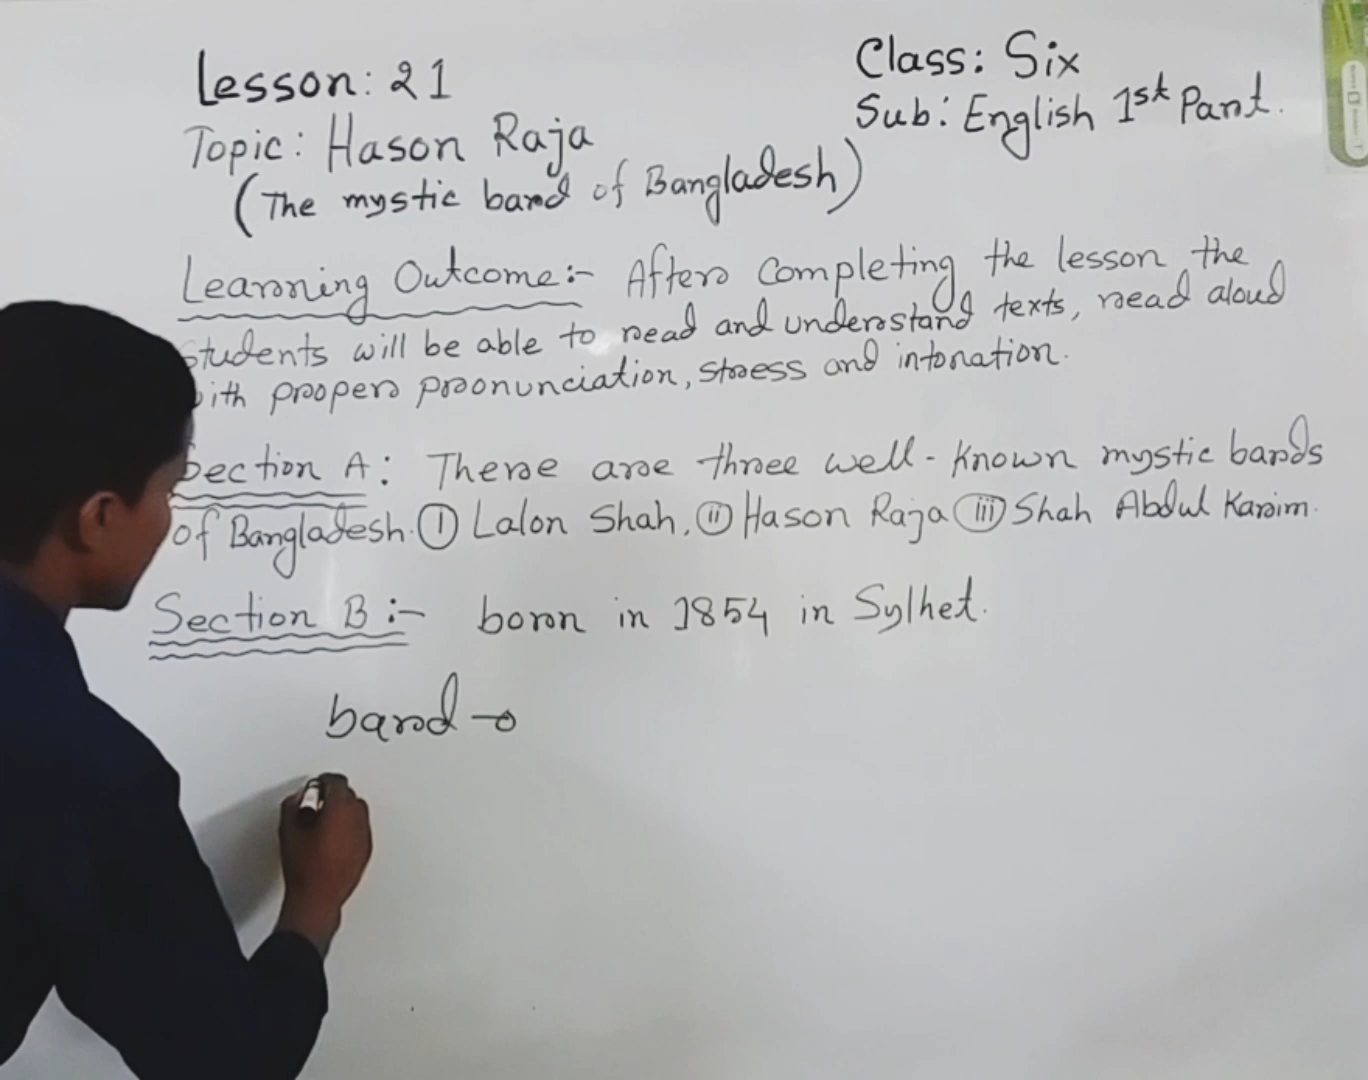 Lesson: 21
Class: Six
Topic: Hason Raja
Sub: English 1st Part.
(The mystic bard of Bangladesh)
Learning Outcome:- After completing the lesson the
students will be able to read and understand texts, read aloud
with proper pronunciation, stress and intonation.
Section A: There are three well-known mystic bards
of Bangladesh. (i) Lalon Shah, (ii) Hason Raja (iii) Shah Abdul Karim.
Section B:- born in 1854 in Sylhet.
bard